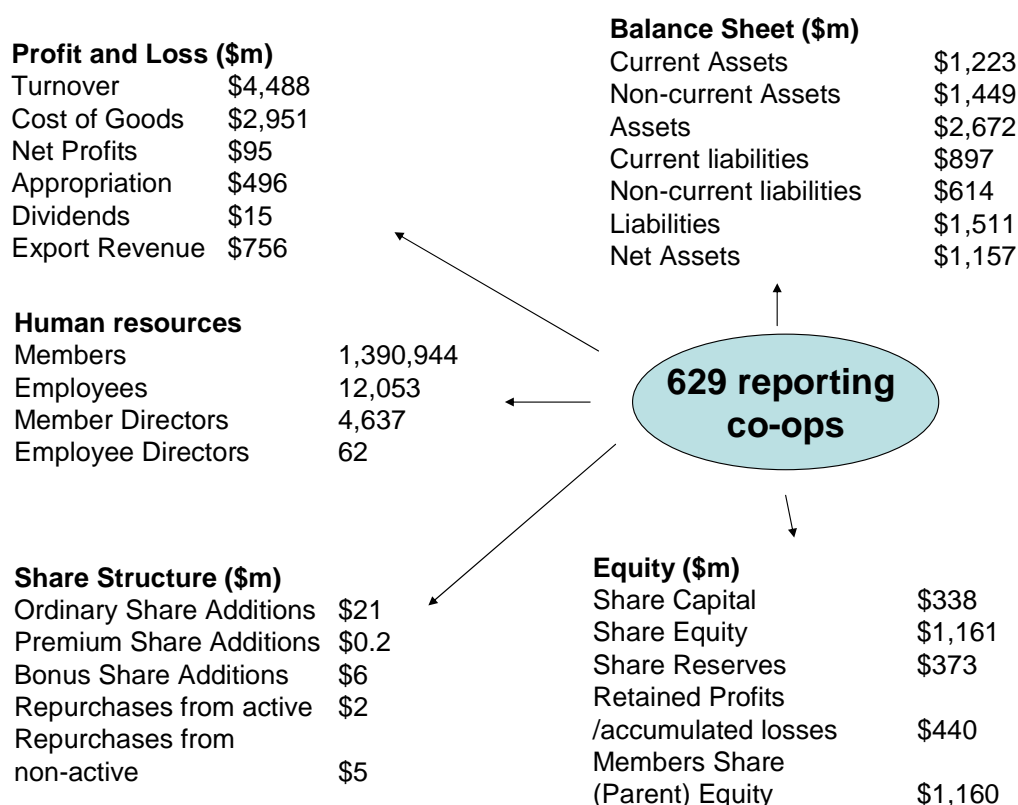 Profit and Loss ($m)
Turnover $4,488
Cost of Goods $2,951
Net Profits $95
Appropriation $496
Dividends $15
Export Revenue $756
Balance Sheet ($m)
Current Assets $1,223
Non-current Assets $1,449
Assets $2,672
Current liabilities $897
Non-current liabilities $614
Liabilities $1,511
Net Assets $1,157
Human resources
Members 1,390,944
Employees 12,053
Member Directors 4,637
Employee Directors 62
629 reporting
co-ops
Share Structure ($m)
Ordinary Share Additions $21
Premium Share Additions $0.2
Bonus Share Additions $6
Repurchases from active $2
Repurchases from
non-active $5
Equity ($m)
Share Capital $338
Share Equity $1,161
Share Reserves $373
Retained Profits
/accumulated losses $440
Members Share
(Parent) Equity $1,160